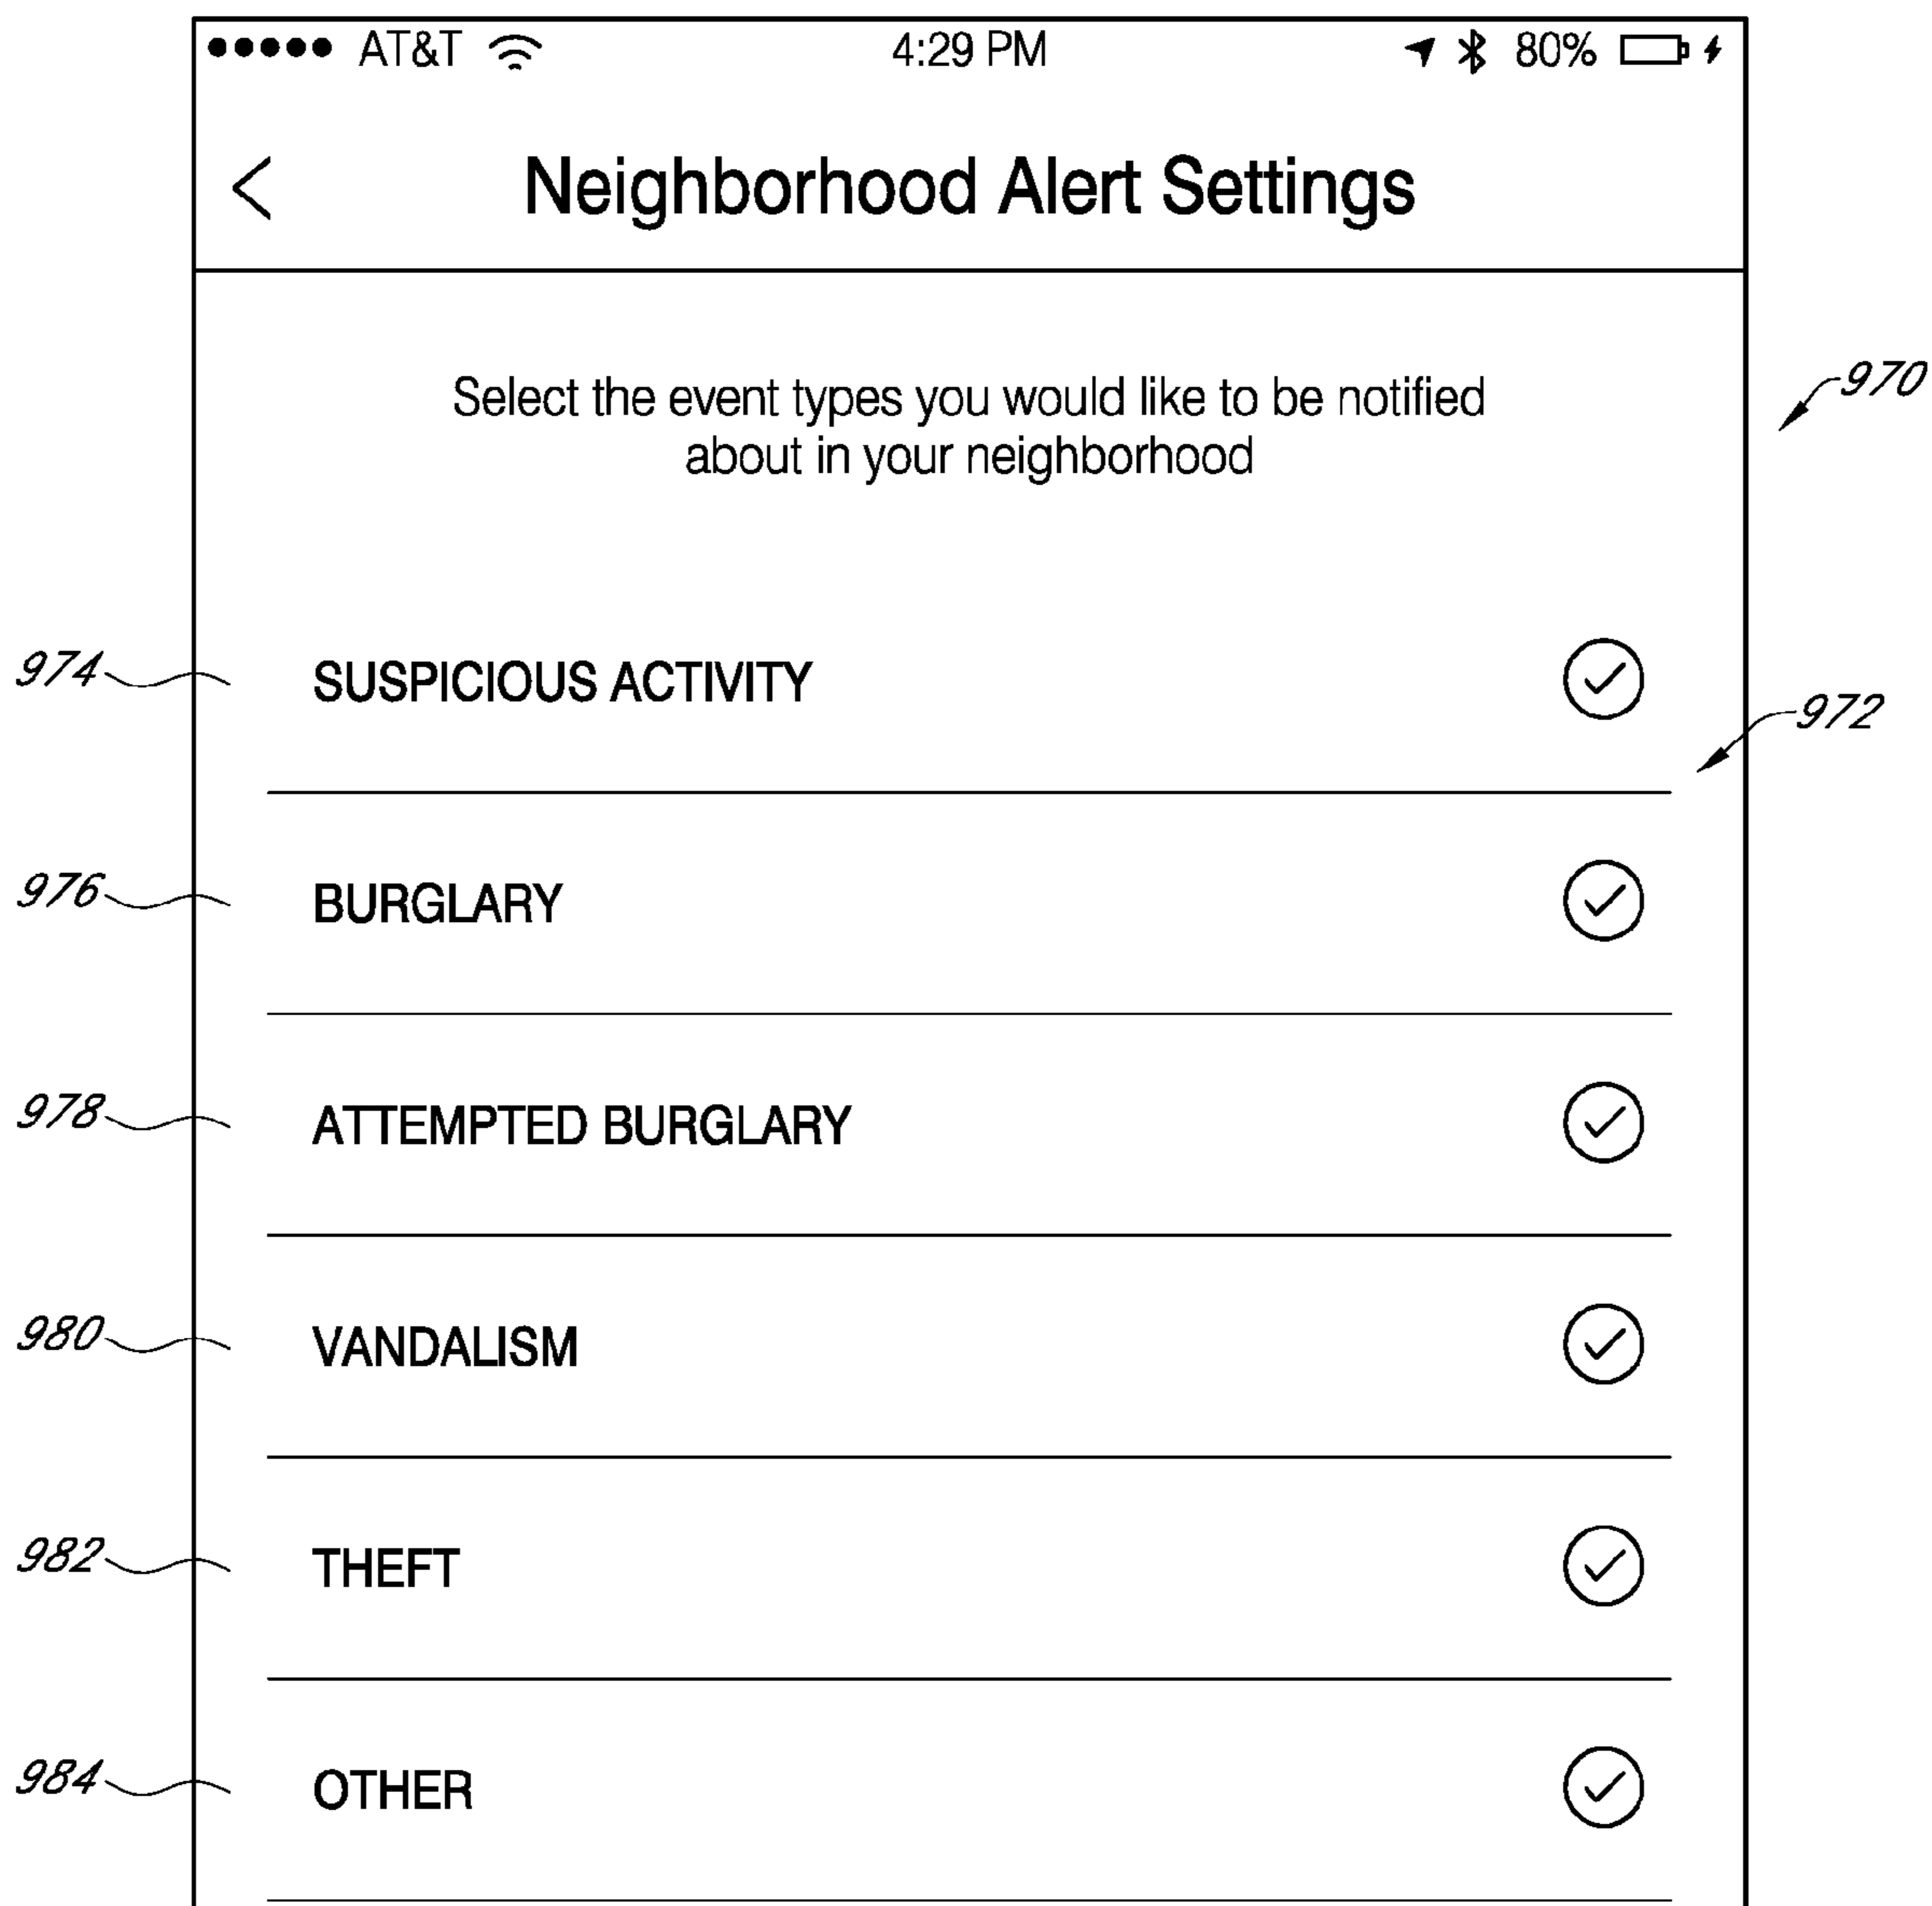 AT&T 4:29 PM 80%
< Neighborhood Alert Settings
Select the event types you would like to be notified
about in your neighborhood
970
974 SUSPICIOUS ACTIVITY
972
976 BURGLARY
978 ATTEMPTED BURGLARY
980 VANDALISM
982 THEFT
984 OTHER